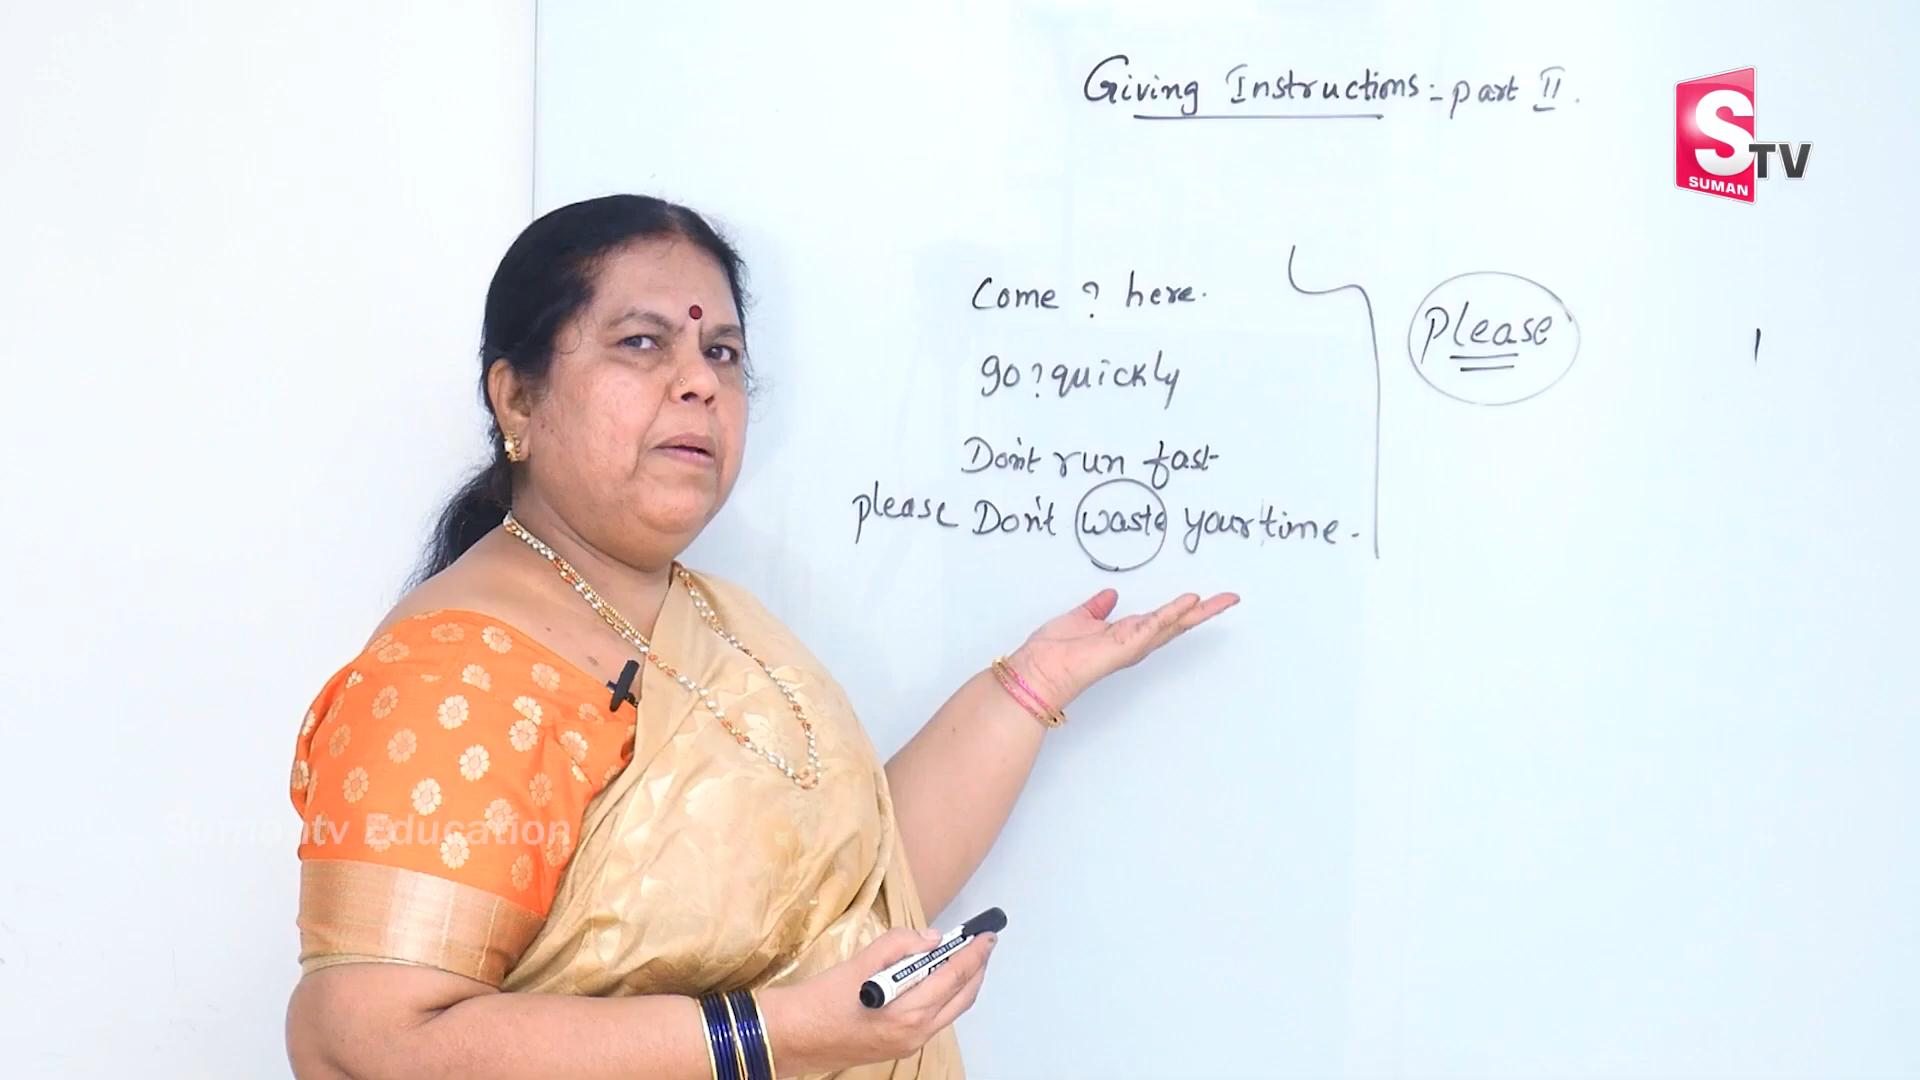 Giving Instructions:- part II.
S TV
SUMAN
Come ? here.
Please
go ? quickly
Don't run fast
please Don't waste your time.
Sumantv Education